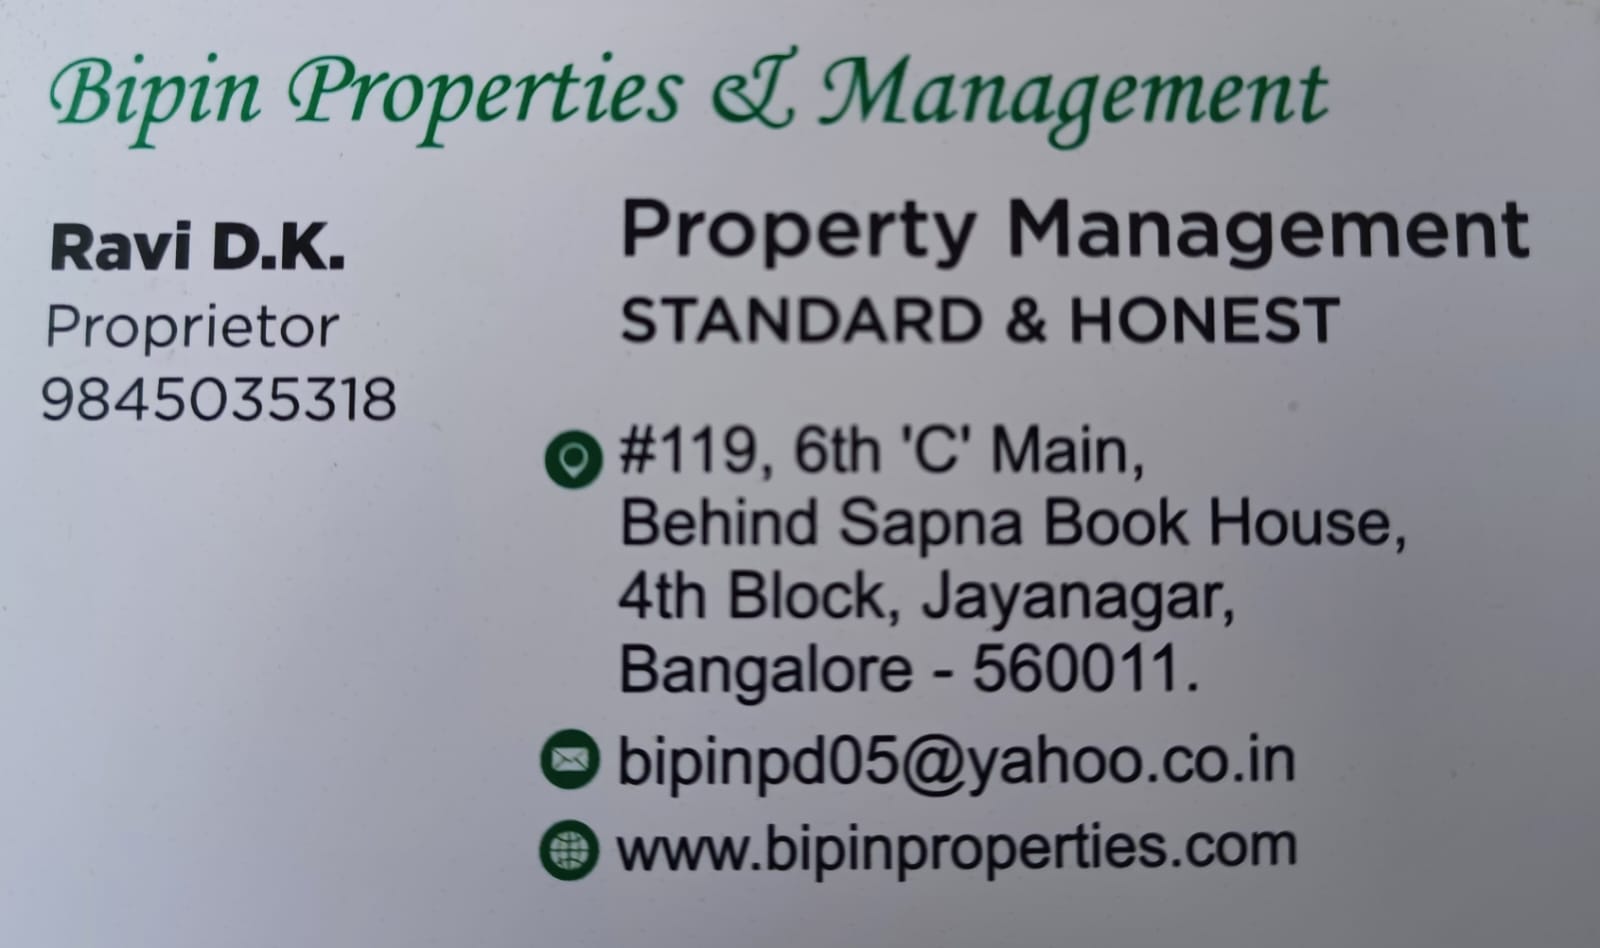 Bipin Properties & Management
Ravi D.K.
Proprietor
9845035318
Property Management
STANDARD & HONEST
#119, 6th 'C' Main,
Behind Sapna Book House,
4th Block, Jayanagar,
Bangalore - 560011.
bipinpd05@yahoo.co.in
www.bipinproperties.com